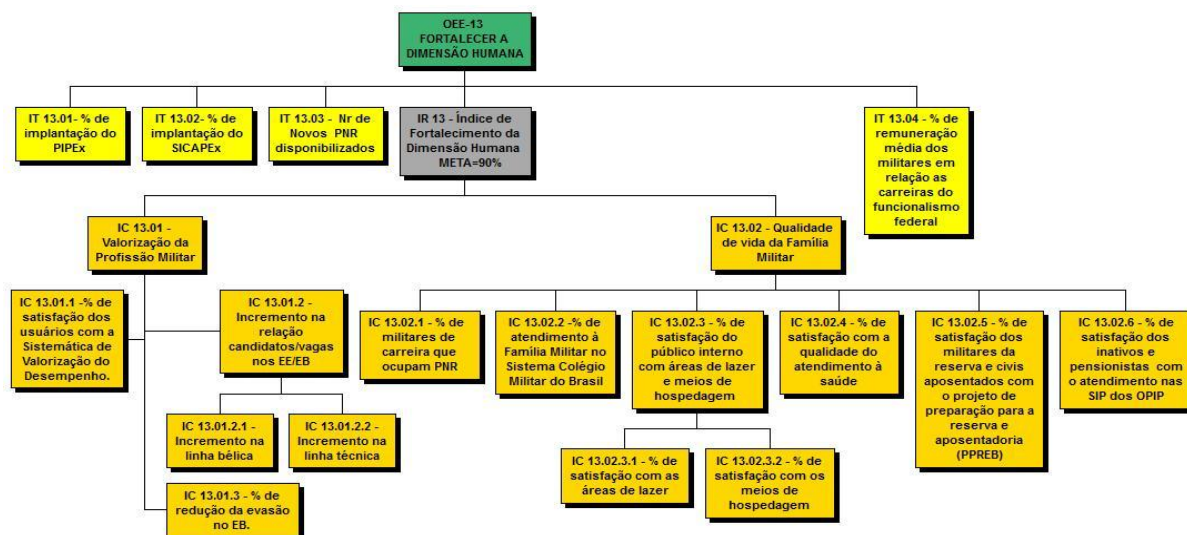 OEE-13
FORTALECER A
DIMENSÃO HUMANA
IT 13.01- % de
implantação do
PIPEx
IT 13.02- % de
implantação do
SICAPEx
IT 13.03 - Nr de
Novos PNR
disponibilizados
IR 13 - Índice de
Fortalecimento da
Dimensão Humana
META=90%
IT 13.04 - % de
remuneração
média dos
militares em
relação as
carreiras do
funcionalismo
federal
IC 13.01 -
Valorização da
Profissão Militar
IC 13.02 - Qualidade
de vida da Família
Militar
IC 13.01.1 -% de
satisfação dos
usuários com a
Sistemática de
Valorização do
Desempenho.
IC 13.01.2 -
Incremento na
relação
candidatos/vagas
nos EE/EB
IC 13.02.1 - % de
militares de
carreira que
ocupam PNR
IC 13.02.2 -% de
atendimento à
Família Militar no
Sistema Colégio
Militar do Brasil
IC 13.02.3 - % de
satisfação do
público interno
com áreas de lazer
e meios de
hospedagem
IC 13.02.4 - % de
satisfação com a
qualidade do
atendimento à
saúde
IC 13.02.5 - % de
satisfação dos
militares da
reserva e civis
aposentados com
o projeto de
preparação para a
reserva e
aposentadoria
(PPREB)
IC 13.02.6 - % de
satisfação dos
inativos e
pensionistas com
o atendimento nas
SIP dos OPIP
IC 13.01.2.1 -
Incremento na
linha bélica
IC 13.01.2.2 -
Incremento na
linha técnica
IC 13.02.3.1 - % de
satisfação com as
áreas de lazer
IC 13.02.3.2 - % de
satisfação com os
meios de
hospedagem
IC 13.01.3 - % de
redução da evasão
no EB.